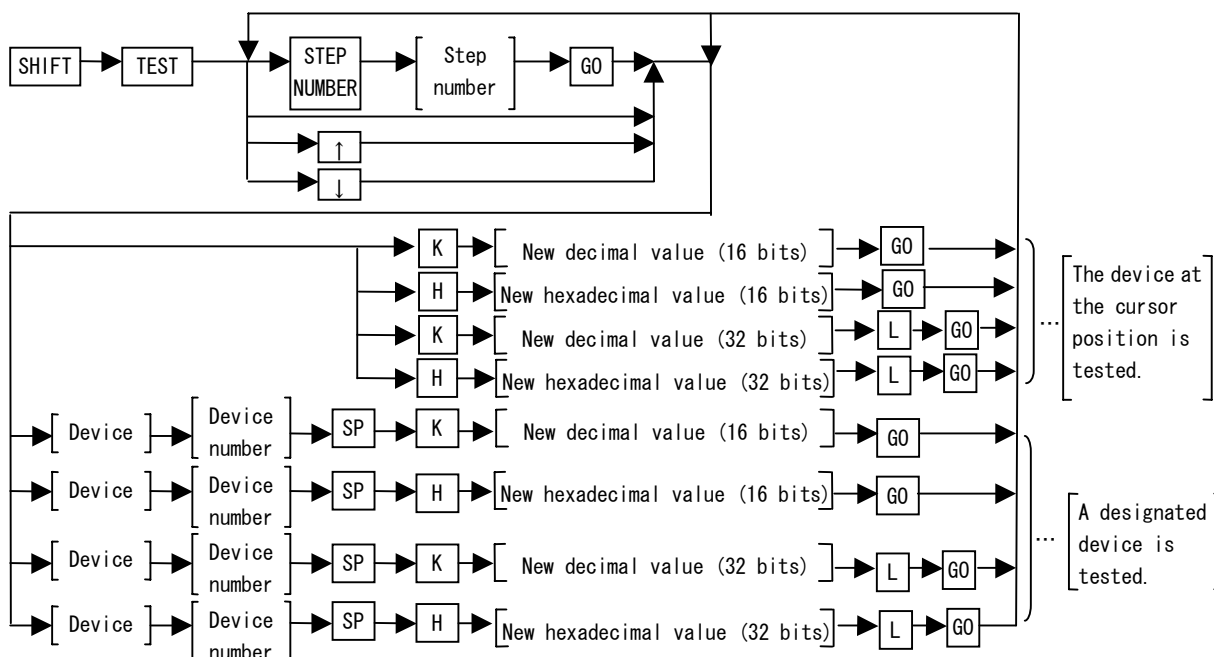 SHIFT TEST STEP NUMBER [Step number] GO
↑
↓
K [New decimal value (16 bits)] GO
H [New hexadecimal value (16 bits)] GO
K [New decimal value (32 bits)] L GO
H [New hexadecimal value (32 bits)] L GO
… [The device at
the cursor
position is
tested.]
[Device] [Device number] SP K [New decimal value (16 bits)] GO
[Device] [Device number] SP H [New hexadecimal value (16 bits)] GO
[Device] [Device number] SP K [New decimal value (32 bits)] L GO
[Device] [Device number] SP H [New hexadecimal value (32 bits)] L GO
… [A designated
device is
tested.